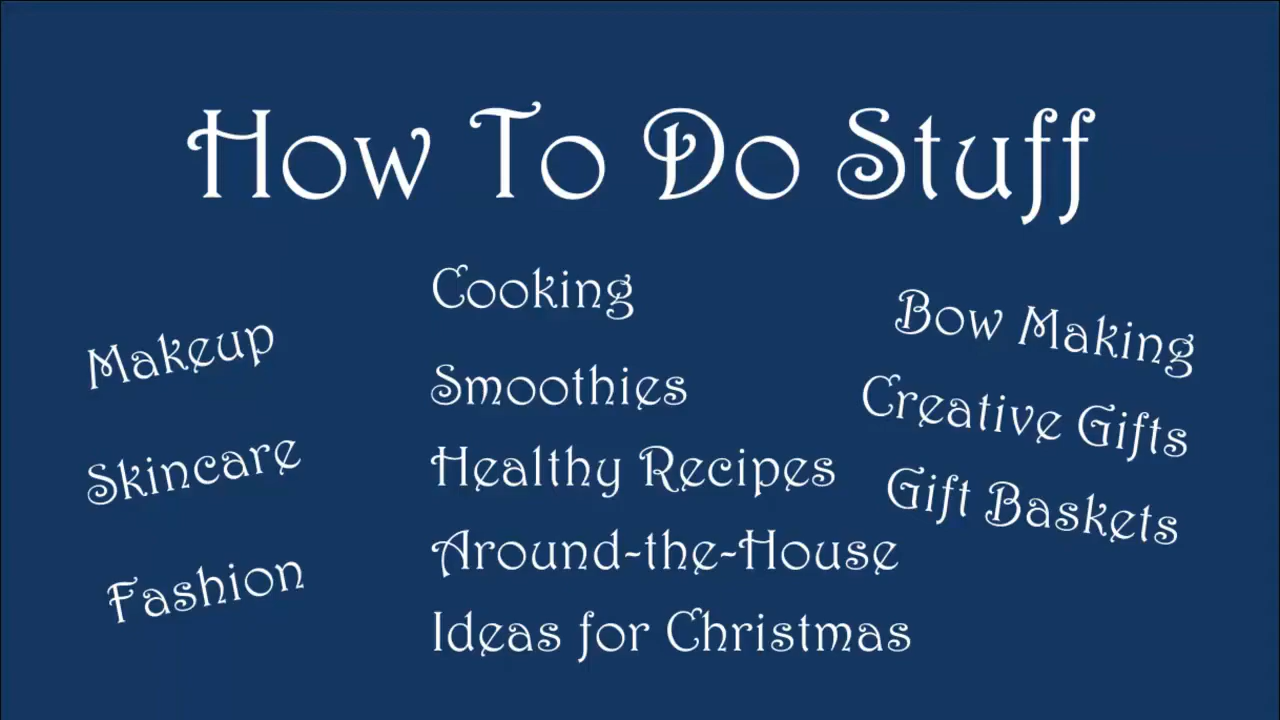 How To Do Stuff
Makeup
Skincare
Fashion
Cooking
Smoothies
Healthy Recipes
Around-the-House
Ideas for Christmas
Bow Making
Creative Gifts
Gift Baskets